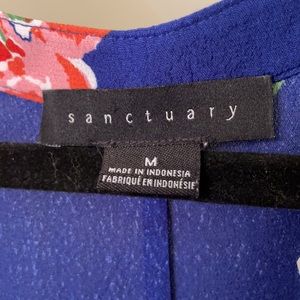 sanctuary
M
MADE IN INDONESIA
FABRIQUÉ EN INDONÉSIE